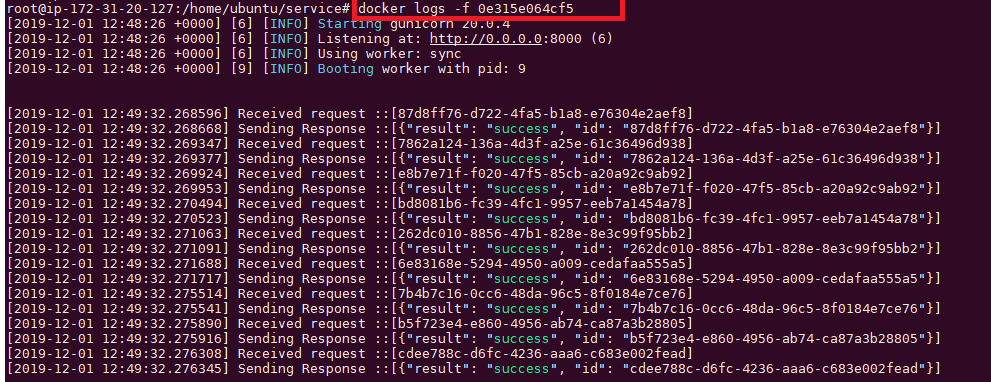 root@ip-172-31-20-127:/home/ubuntu/service# docker logs -f 0e315e064cf5
[2019-12-01 12:48:26 +0000] [6] [INFO] Starting gunicorn 20.0.4
[2019-12-01 12:48:26 +0000] [6] [INFO] Listening at: http://0.0.0.0:8000 (6)
[2019-12-01 12:48:26 +0000] [6] [INFO] Using worker: sync
[2019-12-01 12:48:26 +0000] [9] [INFO] Booting worker with pid: 9
[2019-12-01 12:49:32.268596] Received request ::[87d8ff76-d722-4fa5-b1a8-e76304e2aef8]
[2019-12-01 12:49:32.268668] Sending Response ::[{"result": "success", "id": "87d8ff76-d722-4fa5-b1a8-e76304e2aef8"}]
[2019-12-01 12:49:32.269347] Received request ::[7862a124-136a-4d3f-a25e-61c36496d938]
[2019-12-01 12:49:32.269377] Sending Response ::[{"result": "success", "id": "7862a124-136a-4d3f-a25e-61c36496d938"}]
[2019-12-01 12:49:32.269924] Received request ::[e8b7e71f-f020-47f5-85cb-a20a92c9ab92]
[2019-12-01 12:49:32.269953] Sending Response ::[{"result": "success", "id": "e8b7e71f-f020-47f5-85cb-a20a92c9ab92"}]
[2019-12-01 12:49:32.270494] Received request ::[bd8081b6-fc39-4fc1-9957-eeb7a1454a78]
[2019-12-01 12:49:32.270523] Sending Response ::[{"result": "success", "id": "bd8081b6-fc39-4fc1-9957-eeb7a1454a78"}]
[2019-12-01 12:49:32.271063] Received request ::[262dc010-8856-47b1-828e-8e3c99f95bb2]
[2019-12-01 12:49:32.271091] Sending Response ::[{"result": "success", "id": "262dc010-8856-47b1-828e-8e3c99f95bb2"}]
[2019-12-01 12:49:32.271688] Received request ::[6e83168e-5294-4950-a009-cedafaa555a5]
[2019-12-01 12:49:32.271717] Sending Response ::[{"result": "success", "id": "6e83168e-5294-4950-a009-cedafaa555a5"}]
[2019-12-01 12:49:32.275514] Received request ::[7b4b7c16-0cc6-48da-96c5-8f0184e7ce76]
[2019-12-01 12:49:32.275541] Sending Response ::[{"result": "success", "id": "7b4b7c16-0cc6-48da-96c5-8f0184e7ce76"}]
[2019-12-01 12:49:32.275890] Received request ::[b5f723e4-e860-4956-ab74-ca87a3b28805]
[2019-12-01 12:49:32.275916] Sending Response ::[{"result": "success", "id": "b5f723e4-e860-4956-ab74-ca87a3b28805"}]
[2019-12-01 12:49:32.276308] Received request ::[cdee788c-d6fc-4236-aaa6-c683e002fead]
[2019-12-01 12:49:32.276345] Sending Response ::[{"result": "success", "id": "cdee788c-d6fc-4236-aaa6-c683e002fead"}]